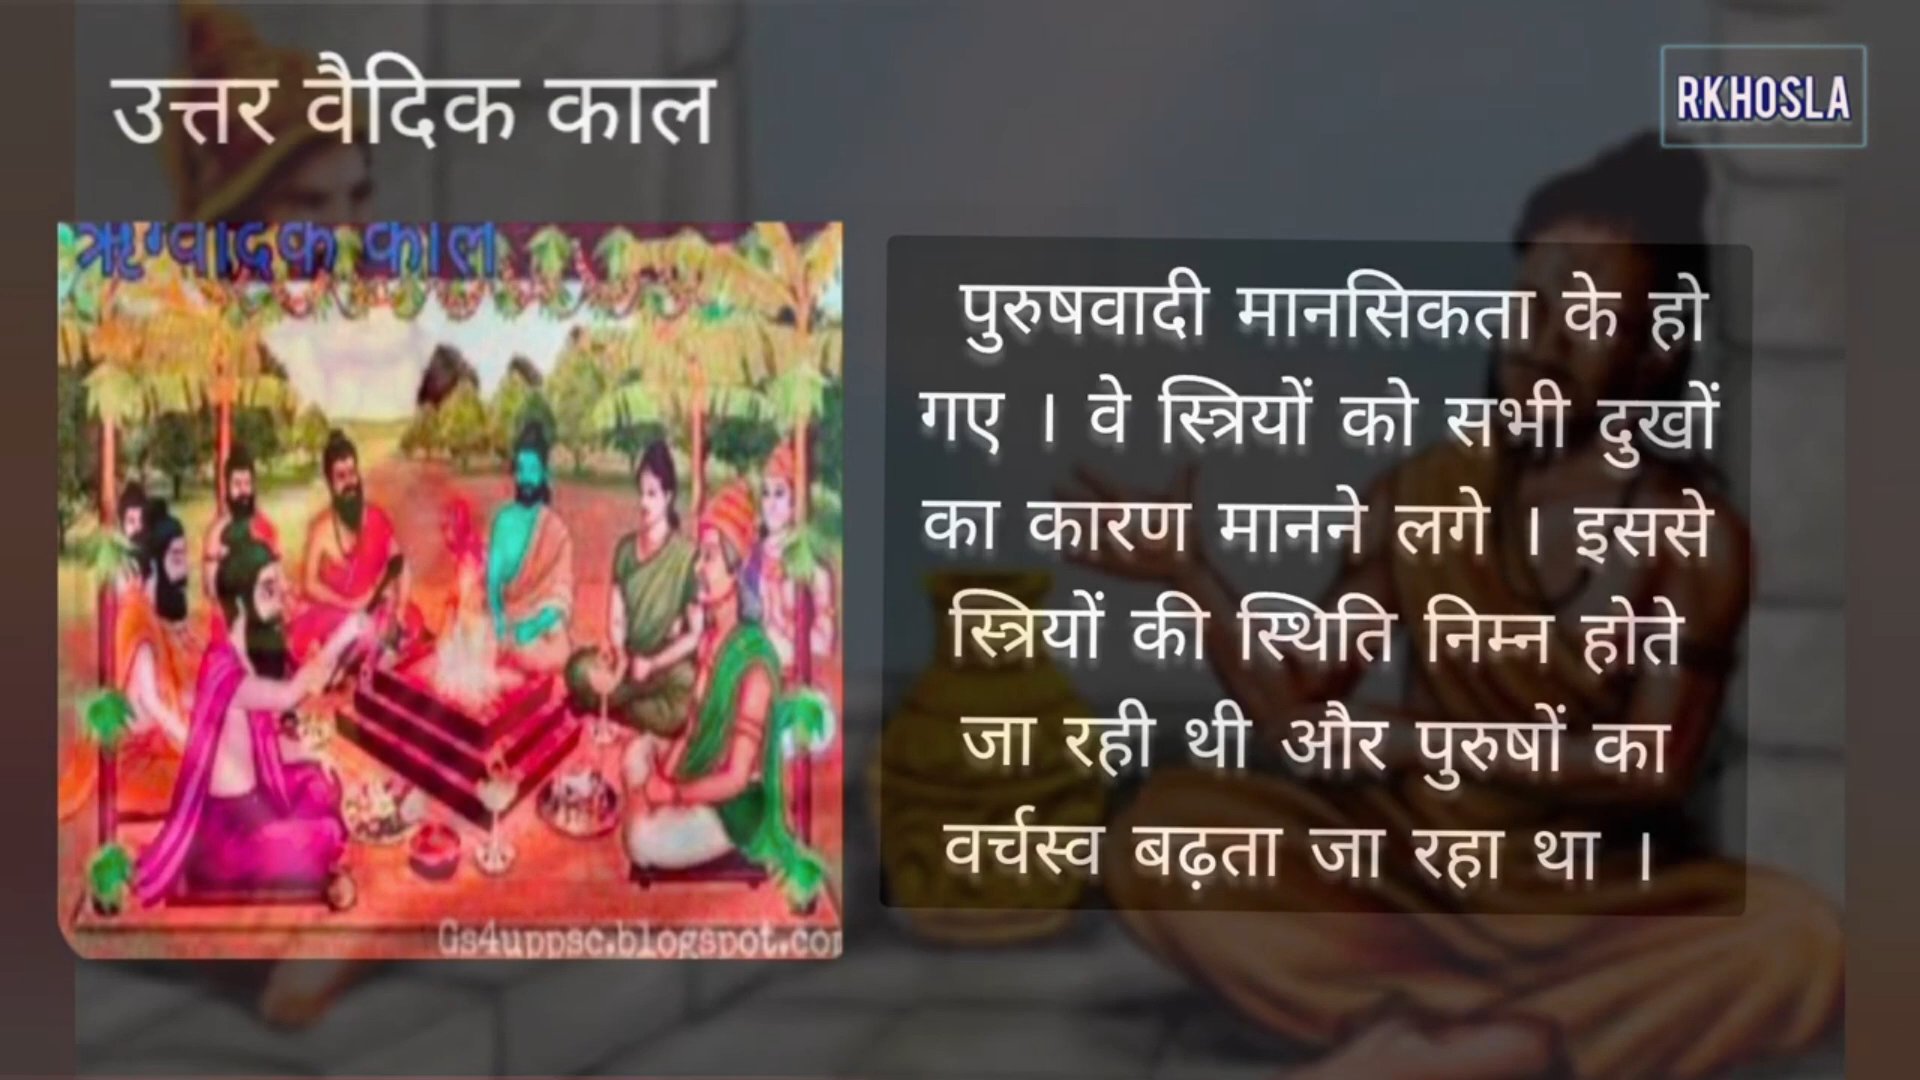 उत्तर वैदिक काल
RKHOSLA
ऋग्वैदिक काल
पुरुषवादी मानसिकता के हो
गए । वे स्त्रियों को सभी दुखों
का कारण मानने लगे । इससे
स्त्रियों की स्थिति निम्न होते
जा रही थी और पुरुषों का
वर्चस्व बढ़ता जा रहा था ।
Gs4uppsc.blogspot.com